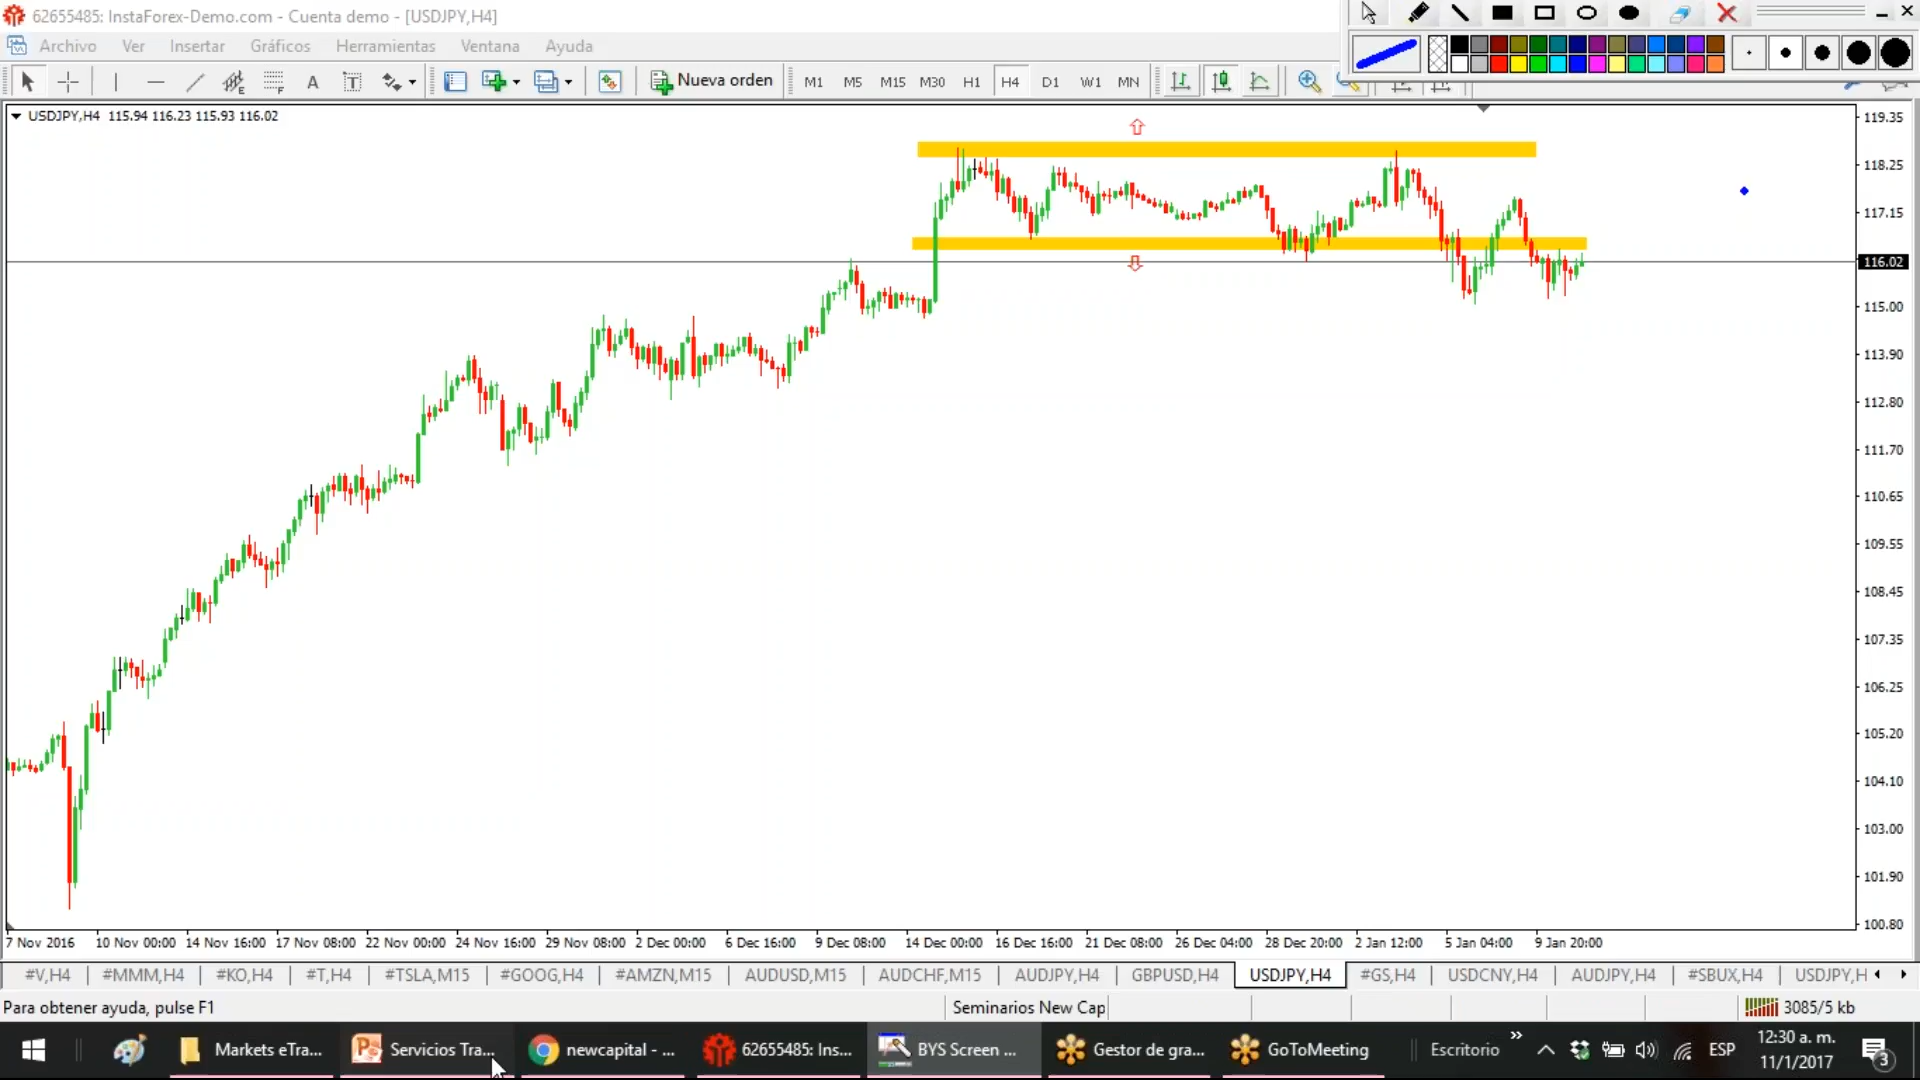 62655485: InstaForex-Demo.com - Cuenta demo - [USDJPY,H4]
Archivo Ver Insertar Gráficos Herramientas Ventana Ayuda
A T Nueva orden M1 M5 M15 M30 H1 H4 D1 W1 MN
USDJPY,H4 115.94 116.23 115.93 116.02
119.35
118.25
117.15
116.02
115.00
113.90
112.80
111.70
110.65
109.55
108.45
107.35
106.25
105.20
104.10
103.00
101.90
100.80
7 Nov 2016 10 Nov 00:00 14 Nov 16:00 17 Nov 08:00 22 Nov 00:00 24 Nov 16:00 29 Nov 08:00 2 Dec 00:00 6 Dec 16:00 9 Dec 08:00 14 Dec 00:00 16 Dec 16:00 21 Dec 08:00 26 Dec 04:00 28 Dec 20:00 2 Jan 12:00 5 Jan 04:00 9 Jan 20:00
#V,H4 #MMM,H4 #KO,H4 #T,H4 #TSLA,M15 #GOOG,H4 #AMZN,M15 AUDUSD,M15 AUDCHF,M15 AUDJPY,H4 GBPUSD,H4 USDJPY,H4 #GS,H4 USDCNY,H4 AUDJPY,H4 #SBUX,H4 USDJPY,H
Para obtener ayuda, pulse F1 Seminarios New Cap 3085/5 kb
Markets eTra... Servicios Tra... newcapital - ... 62655485: Ins... BYS Screen ... Gestor de gra... GoToMeeting Escritorio ESP 12:30 a. m.
11/1/2017 3